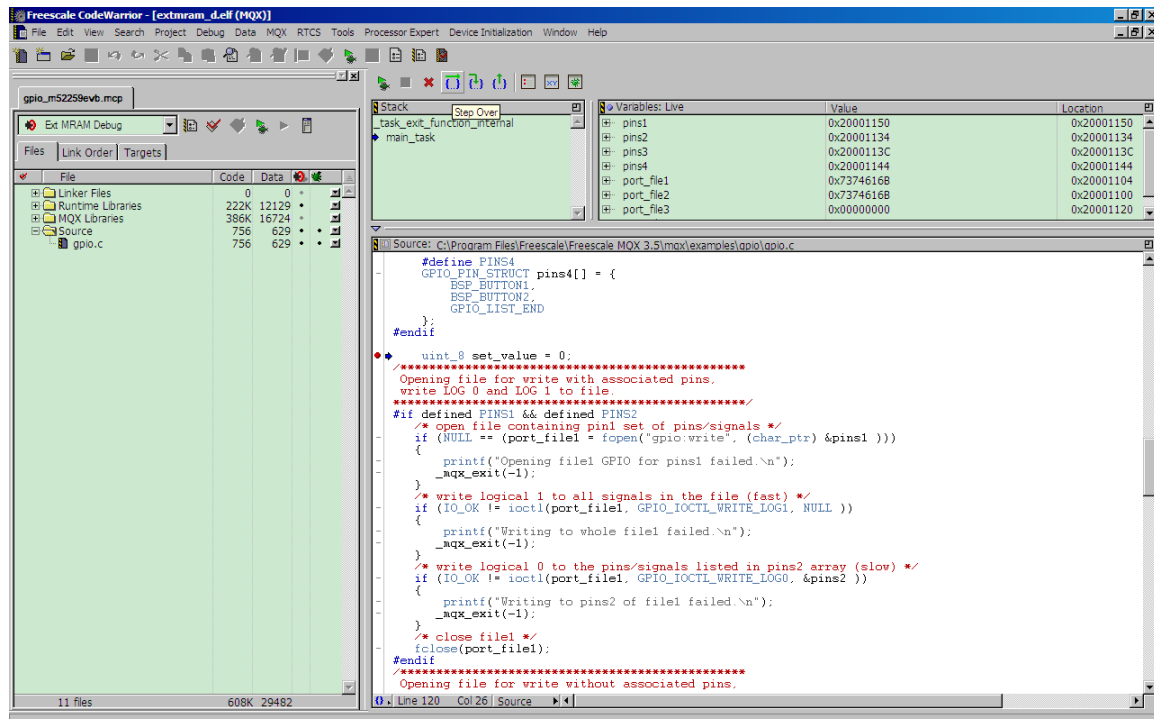 Freescale CodeWarrior - [extmram_d.elf (MQX)]
File Edit View Search Project Debug Data MQX RTCS Tools Processor Expert Device Initialization Window Help
gpio_m52259evb.mcp
Ext MRAM Debug
Files Link Order Targets
File Code Data
Linker Files 0 0
Runtime Libraries 222K 12129
MQX Libraries 386K 16724
Source 756 629
gpio.c 756 629
11 files 608K 29482
Step Over
Stack
_task_exit_function_internal
main_task
Variables: Live Value Location
pins1 0x20001150 0x20001150
pins2 0x20001134 0x20001134
pins3 0x2000113C 0x2000113C
pins4 0x20001144 0x20001144
port_file1 0x7374616B 0x20001104
port_file2 0x7374616B 0x20001100
port_file3 0x00000000 0x20001120
Source: C:\Program Files\Freescale\Freescale MQX 3.5\mqx\examples\gpio\gpio.c
#define PINS4
GPIO_PIN_STRUCT pins4[] = {
BSP_BUTTON1,
BSP_BUTTON2,
GPIO_LIST_END
};
#endif
uint_8 set_value = 0;
/**************************************************
Opening file for write with associated pins,
write LOG 0 and LOG 1 to file.
**************************************************/
#if defined PINS1 && defined PINS2
/* open file containing pin1 set of pins/signals */
if (NULL == (port_file1 = fopen("gpio:write", (char_ptr) &pins1 )))
{
printf("Opening file1 GPIO for pins1 failed.\n");
_mqx_exit(-1);
}
/* write logical 1 to all signals in the file (fast) */
if (IO_OK != ioctl(port_file1, GPIO_IOCTL_WRITE_LOG1, NULL ))
{
printf("Writing to whole file1 failed.\n");
_mqx_exit(-1);
}
/* write logical 0 to the pins/signals listed in pins2 array (slow) */
if (IO_OK != ioctl(port_file1, GPIO_IOCTL_WRITE_LOG0, &pins2 ))
{
printf("Writing to pins2 of file1 failed.\n");
_mqx_exit(-1);
}
/* close file1 */
fclose(port_file1);
#endif
/**************************************************
Opening file for write without associated pins,
Line 120 Col 26 Source